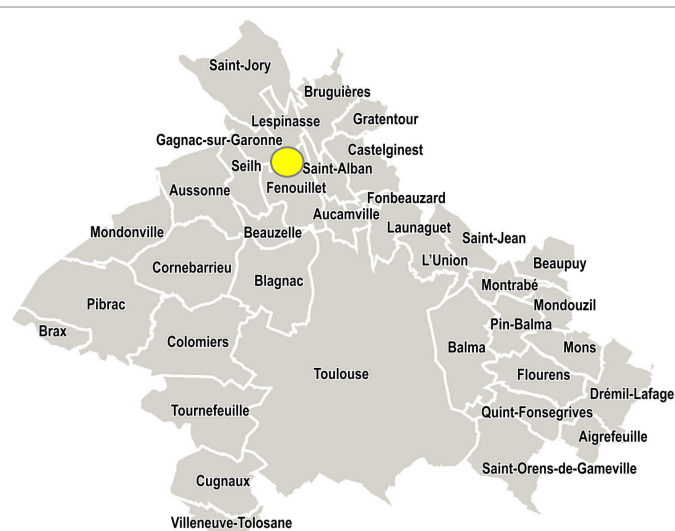 Saint-Jory
Bruguières
Lespinasse
Gratentour
Gagnac-sur-Garonne
Castelginest
Seilh
Saint-Alban
Fenouillet
Aussonne
Fonbeauzard
Aucamville
Launaguet
Mondonville
Beauzelle
Saint-Jean
L'Union
Beaupuy
Cornebarrieu
Blagnac
Montrabé
Pibrac
Mondouzil
Pin-Balma
Brax
Colomiers
Balma
Mons
Toulouse
Flourens
Drémil-Lafage
Tournefeuille
Quint-Fonsegrives
Aigrefeuille
Saint-Orens-de-Gameville
Cugnaux
Villeneuve-Tolosane